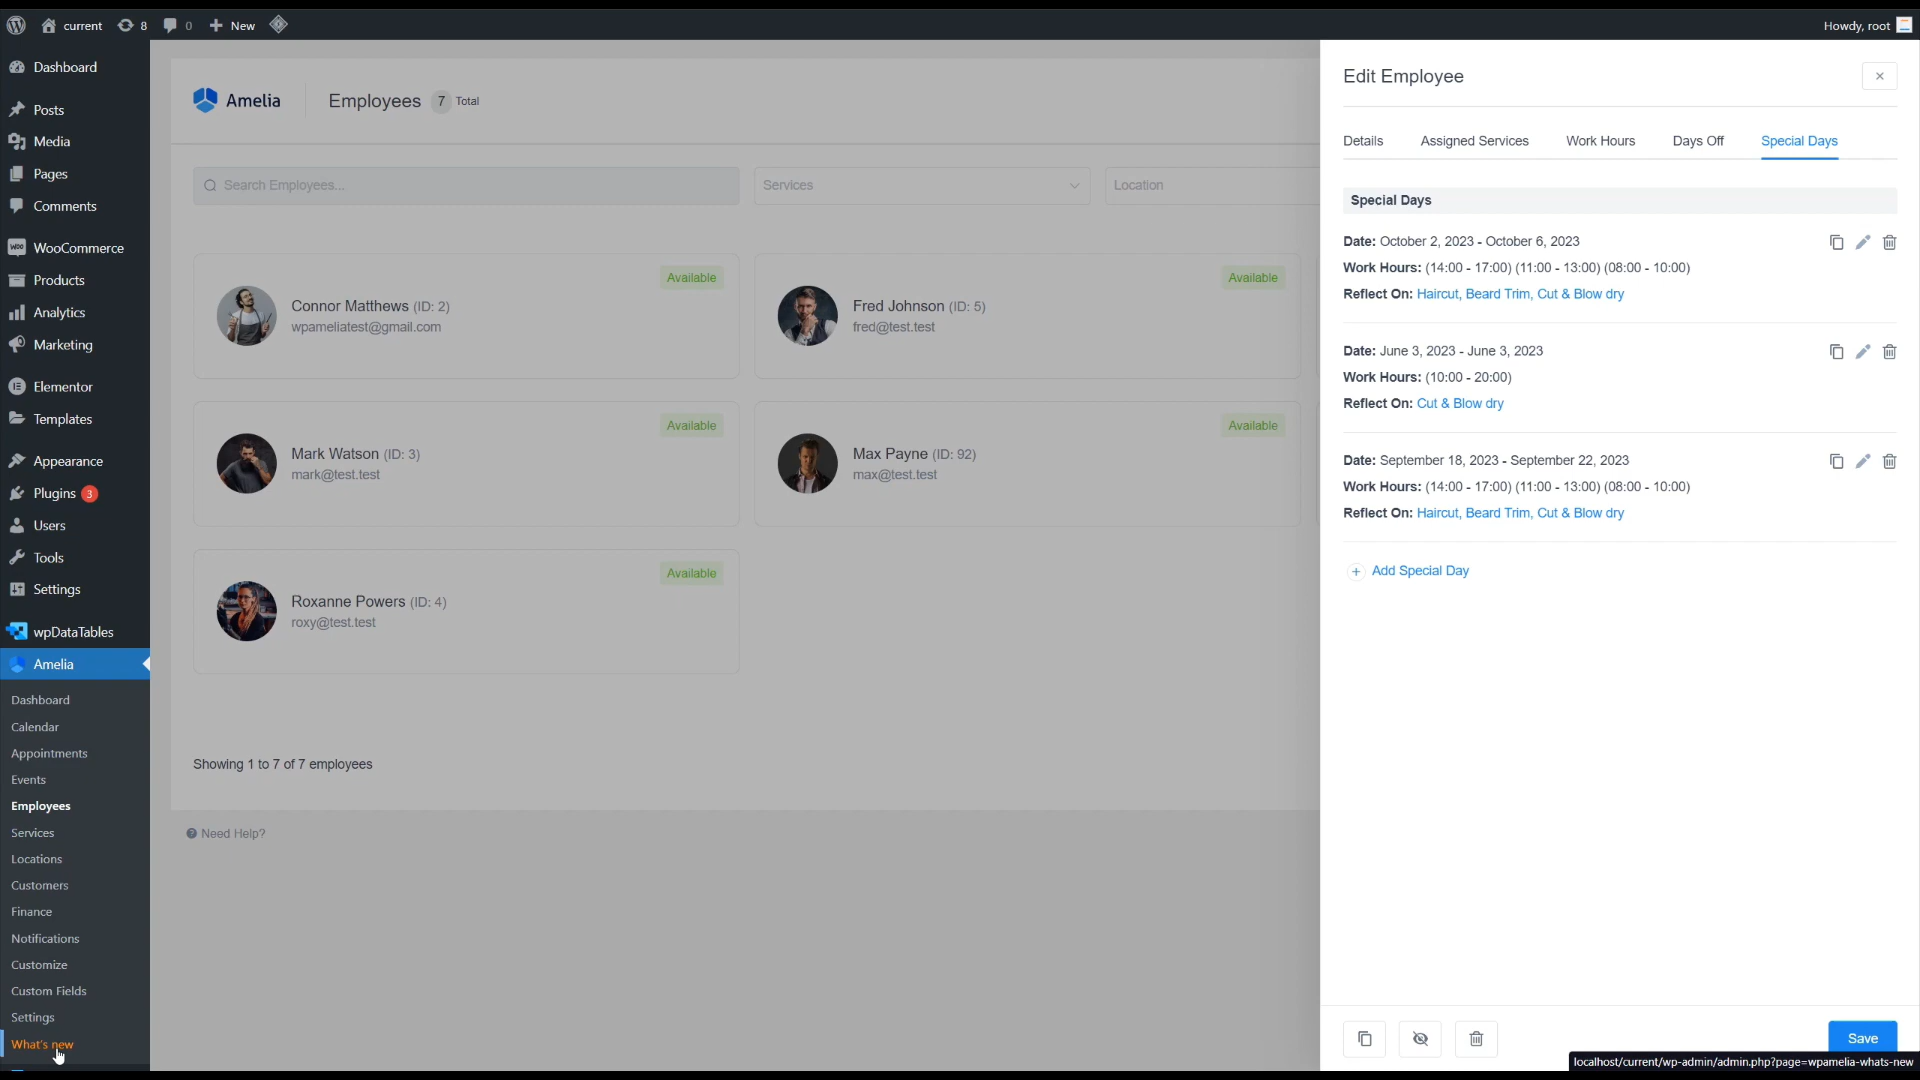 current
8
0
New
Howdy, root
Dashboard
Posts
Media
Pages
Comments
WooCommerce
Products
Analytics
Marketing
Elementor
Templates
Appearance
Plugins 3
Users
Tools
Settings
wpDataTables
Amelia
Dashboard
Calendar
Appointments
Events
Employees
Services
Locations
Customers
Finance
Notifications
Customize
Custom Fields
Settings
What's new
Amelia
Employees 7 Total
Search Employees...
Services
Location
Available
Connor Matthews (ID: 2)
wpameliatest@gmail.com
Available
Fred Johnson (ID: 5)
fred@test.test
Available
Mark Watson (ID: 3)
mark@test.test
Available
Max Payne (ID: 92)
max@test.test
Available
Roxanne Powers (ID: 4)
roxy@test.test
Showing 1 to 7 of 7 employees
Need Help?
Edit Employee
Details
Assigned Services
Work Hours
Days Off
Special Days
Special Days
Date: October 2, 2023 - October 6, 2023
Work Hours: (14:00 - 17:00) (11:00 - 13:00) (08:00 - 10:00)
Reflect On: Haircut, Beard Trim, Cut & Blow dry
Date: June 3, 2023 - June 3, 2023
Work Hours: (10:00 - 20:00)
Reflect On: Cut & Blow dry
Date: September 18, 2023 - September 22, 2023
Work Hours: (14:00 - 17:00) (11:00 - 13:00) (08:00 - 10:00)
Reflect On: Haircut, Beard Trim, Cut & Blow dry
+ Add Special Day
Save
localhost/current/wp-admin/admin.php?page=wpamelia-whats-new